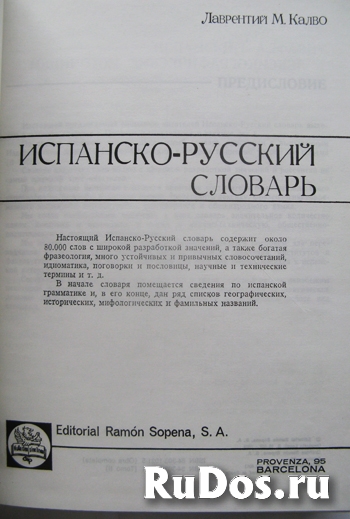 Лаврентий М. Калво
ИСПАНСКО-РУССКИЙ
СЛОВАРЬ
Настоящий Испанско-Русский словарь содержит около
80.000 слов с широкой разработкой значений, а также богатая
фразеология, много устойчивых и привычных словосочетаний,
идиоматика, поговорки и пословицы, научные и технические
термины и т. д.
В начале словаря помещается сведения по испанской
грамматике и, в его конце, дан ряд списков географических,
исторических, мифологических и фамильных названий.
Editorial Ramón Sopena, S. A.
PROVENZA, 95
BARCELONA
RuDos.ru